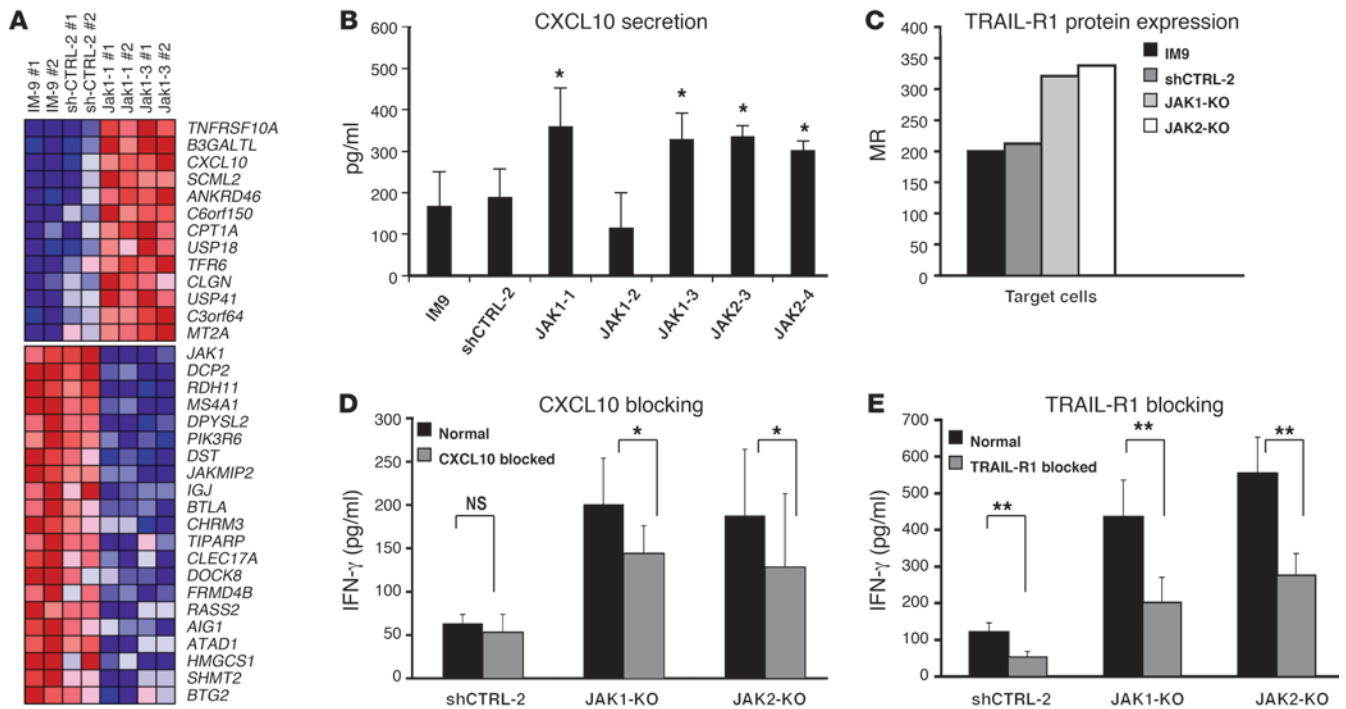 A
IM-9 #1
IM-9 #2
sh-CTRL-2 #1
sh-CTRL-2 #2
Jak1-1 #1
Jak1-1 #2
Jak1-3 #1
Jak1-3 #2
TNFRSF10A
B3GALTL
CXCL10
SCML2
ANKRD46
C6orf150
CPT1A
USP18
TFR6
CLGN
USP41
C3orf64
MT2A
JAK1
DCP2
RDH11
MS4A1
DPYSL2
PIK3R6
DST
JAKMIP2
IGJ
BTLA
CHRM3
TIPARP
CLEC17A
DOCK8
FRMD4B
RASS2
AIG1
ATAD1
HMGCS1
SHMT2
BTG2
B
CXCL10 secretion
pg/ml
600
500
400
300
200
100
0
* * * *
IM9
shCTRL-2
JAK1-1
JAK1-2
JAK1-3
JAK2-3
JAK2-4
C
TRAIL-R1 protein expression
MR
400
350
300
250
200
150
100
50
0
IM9
shCTRL-2
JAK1-KO
JAK2-KO
Target cells
D
CXCL10 blocking
IFN-γ (pg/ml)
300
250
200
150
100
50
0
Normal
CXCL10 blocked
NS * *
shCTRL-2 JAK1-KO JAK2-KO
E
TRAIL-R1 blocking
IFN-γ (pg/ml)
700
600
500
400
300
200
100
0
Normal
TRAIL-R1 blocked
** ** **
shCTRL-2 JAK1-KO JAK2-KO